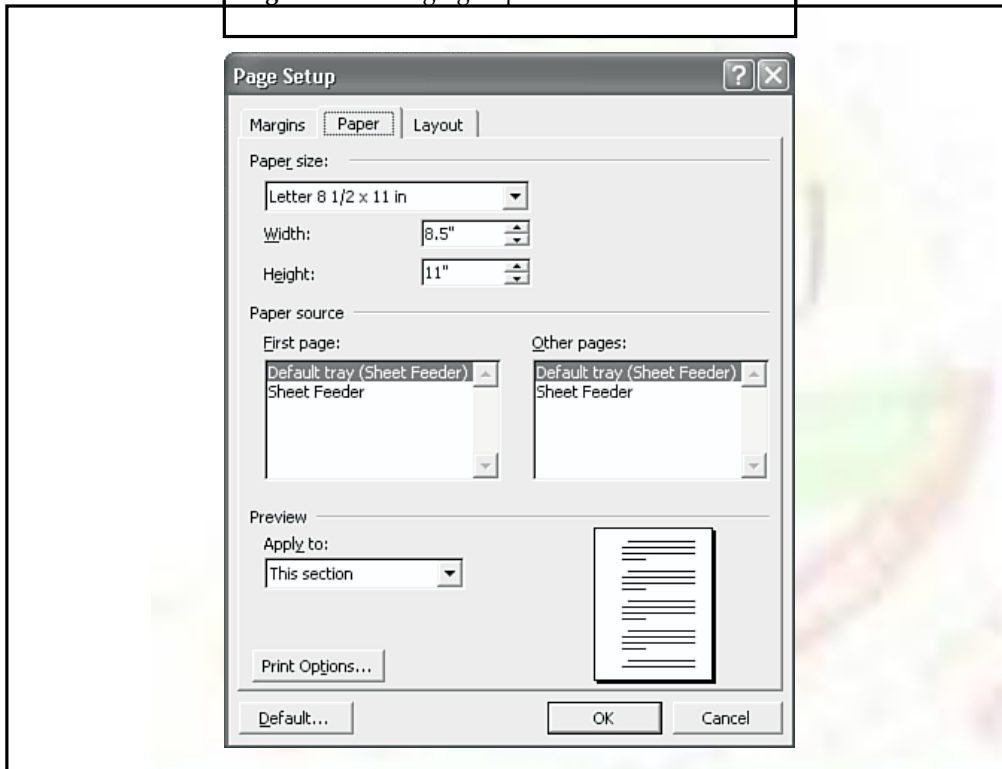 Page Setup
Margins Paper Layout
Paper size:
Letter 8 1/2 x 11 in
Width: 8.5"
Height: 11"
Paper source
First page: Other pages:
Default tray (Sheet Feeder) Default tray (Sheet Feeder)
Sheet Feeder Sheet Feeder
Preview
Apply to:
This section
Print Options...
Default... OK Cancel